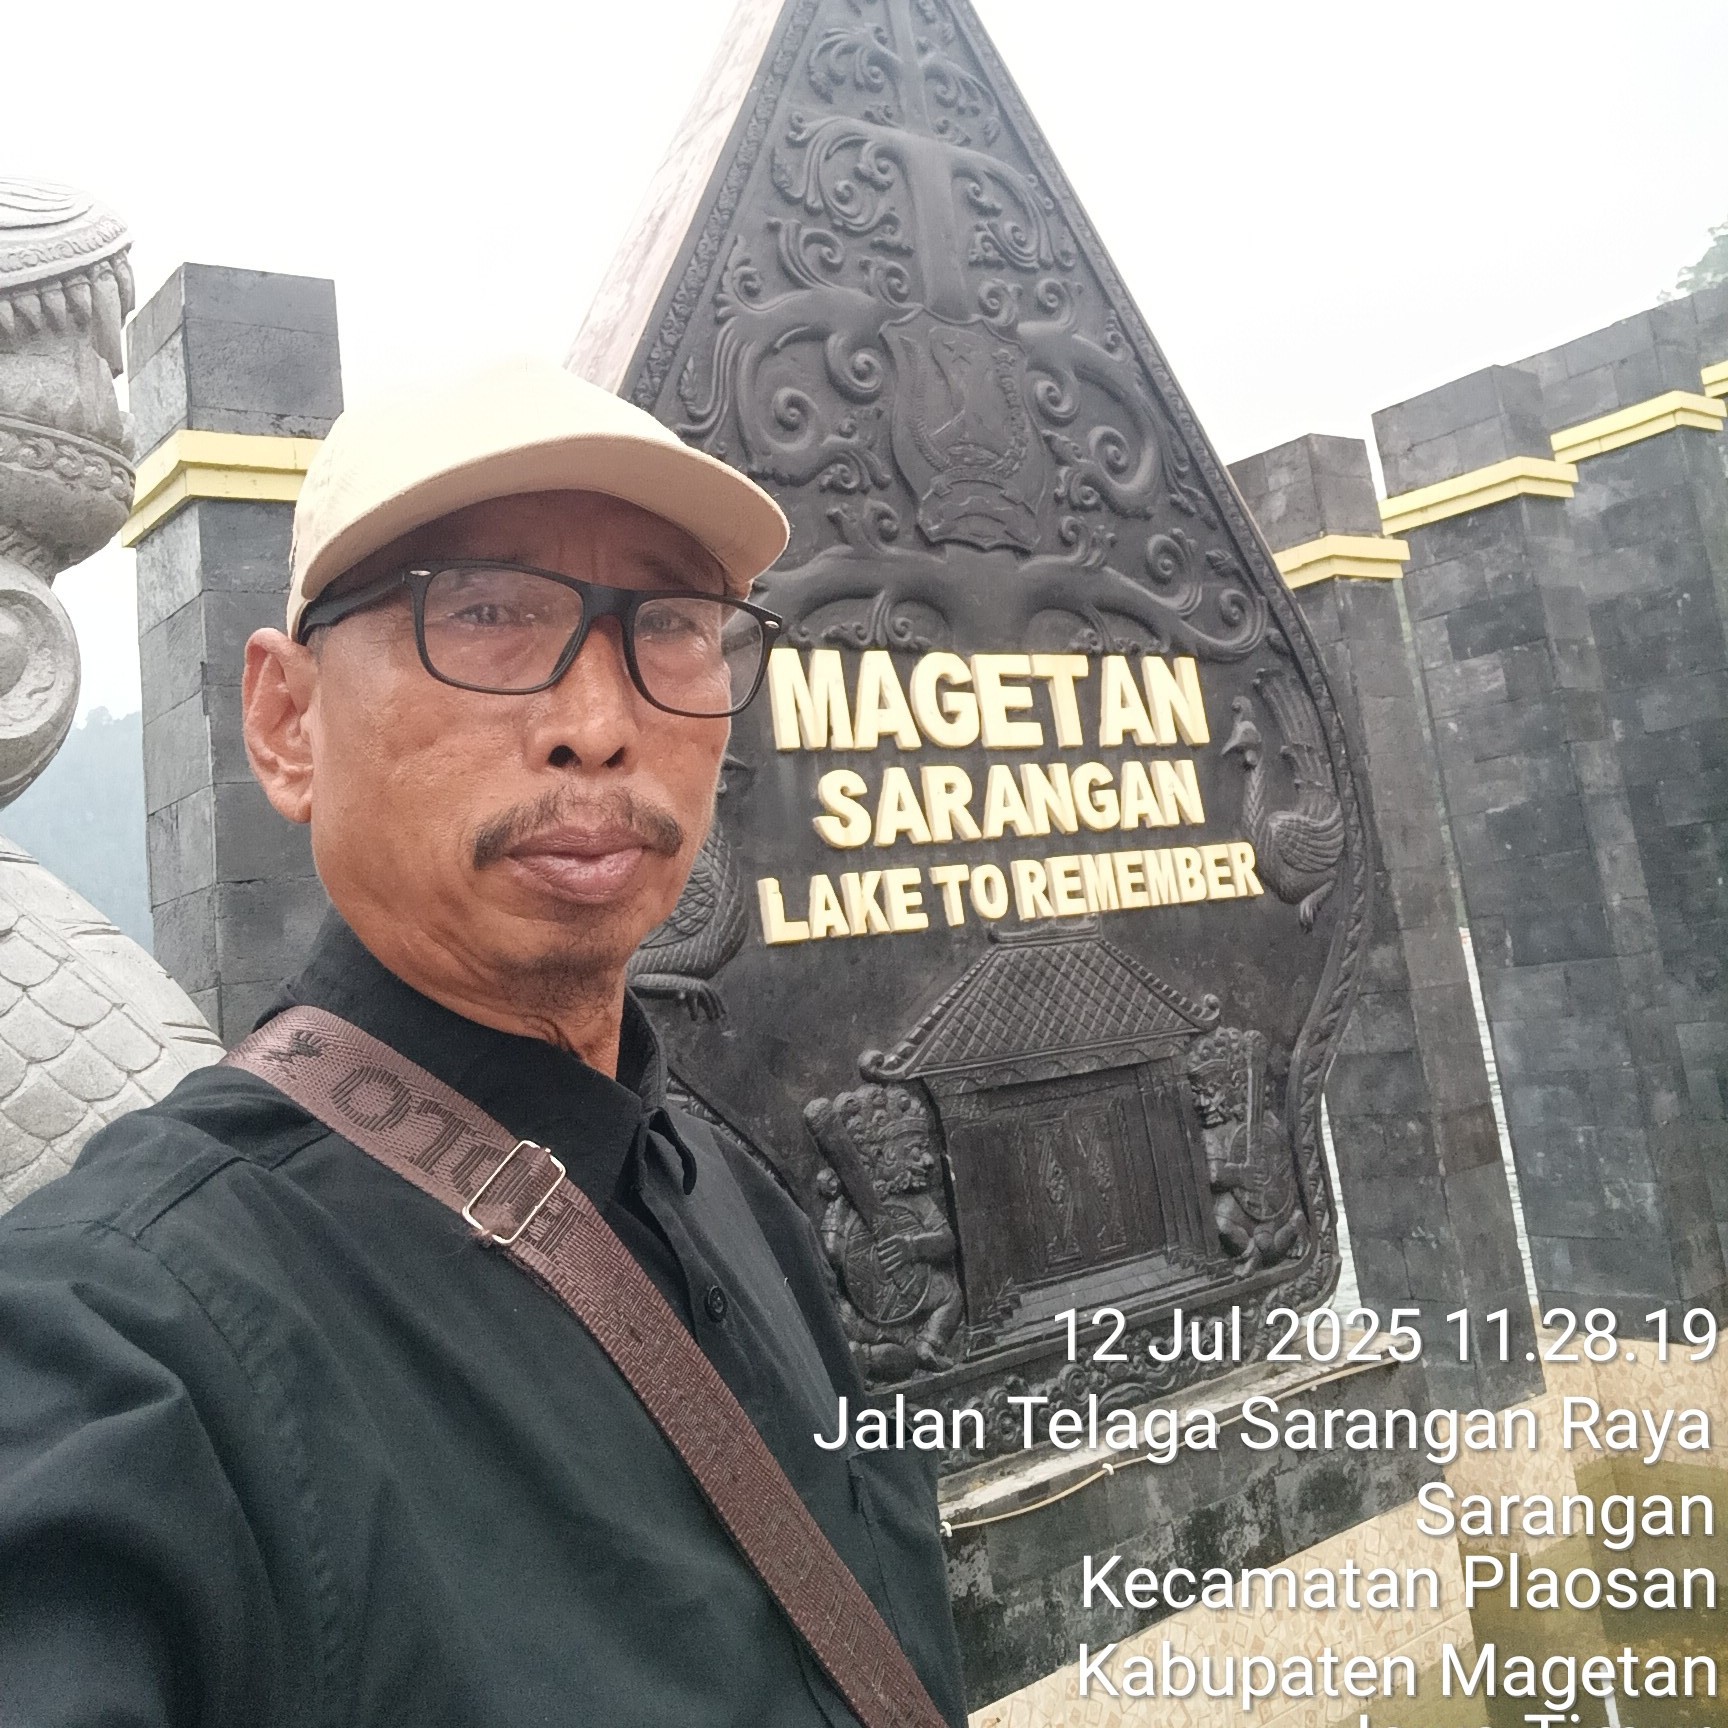 MAGETAN
SARANGAN
LAKE TO REMEMBER
12 Jul 2025 11.28.19
Jalan Telaga Sarangan Raya
Sarangan
Kecamatan Plaosan
Kabupaten Magetan